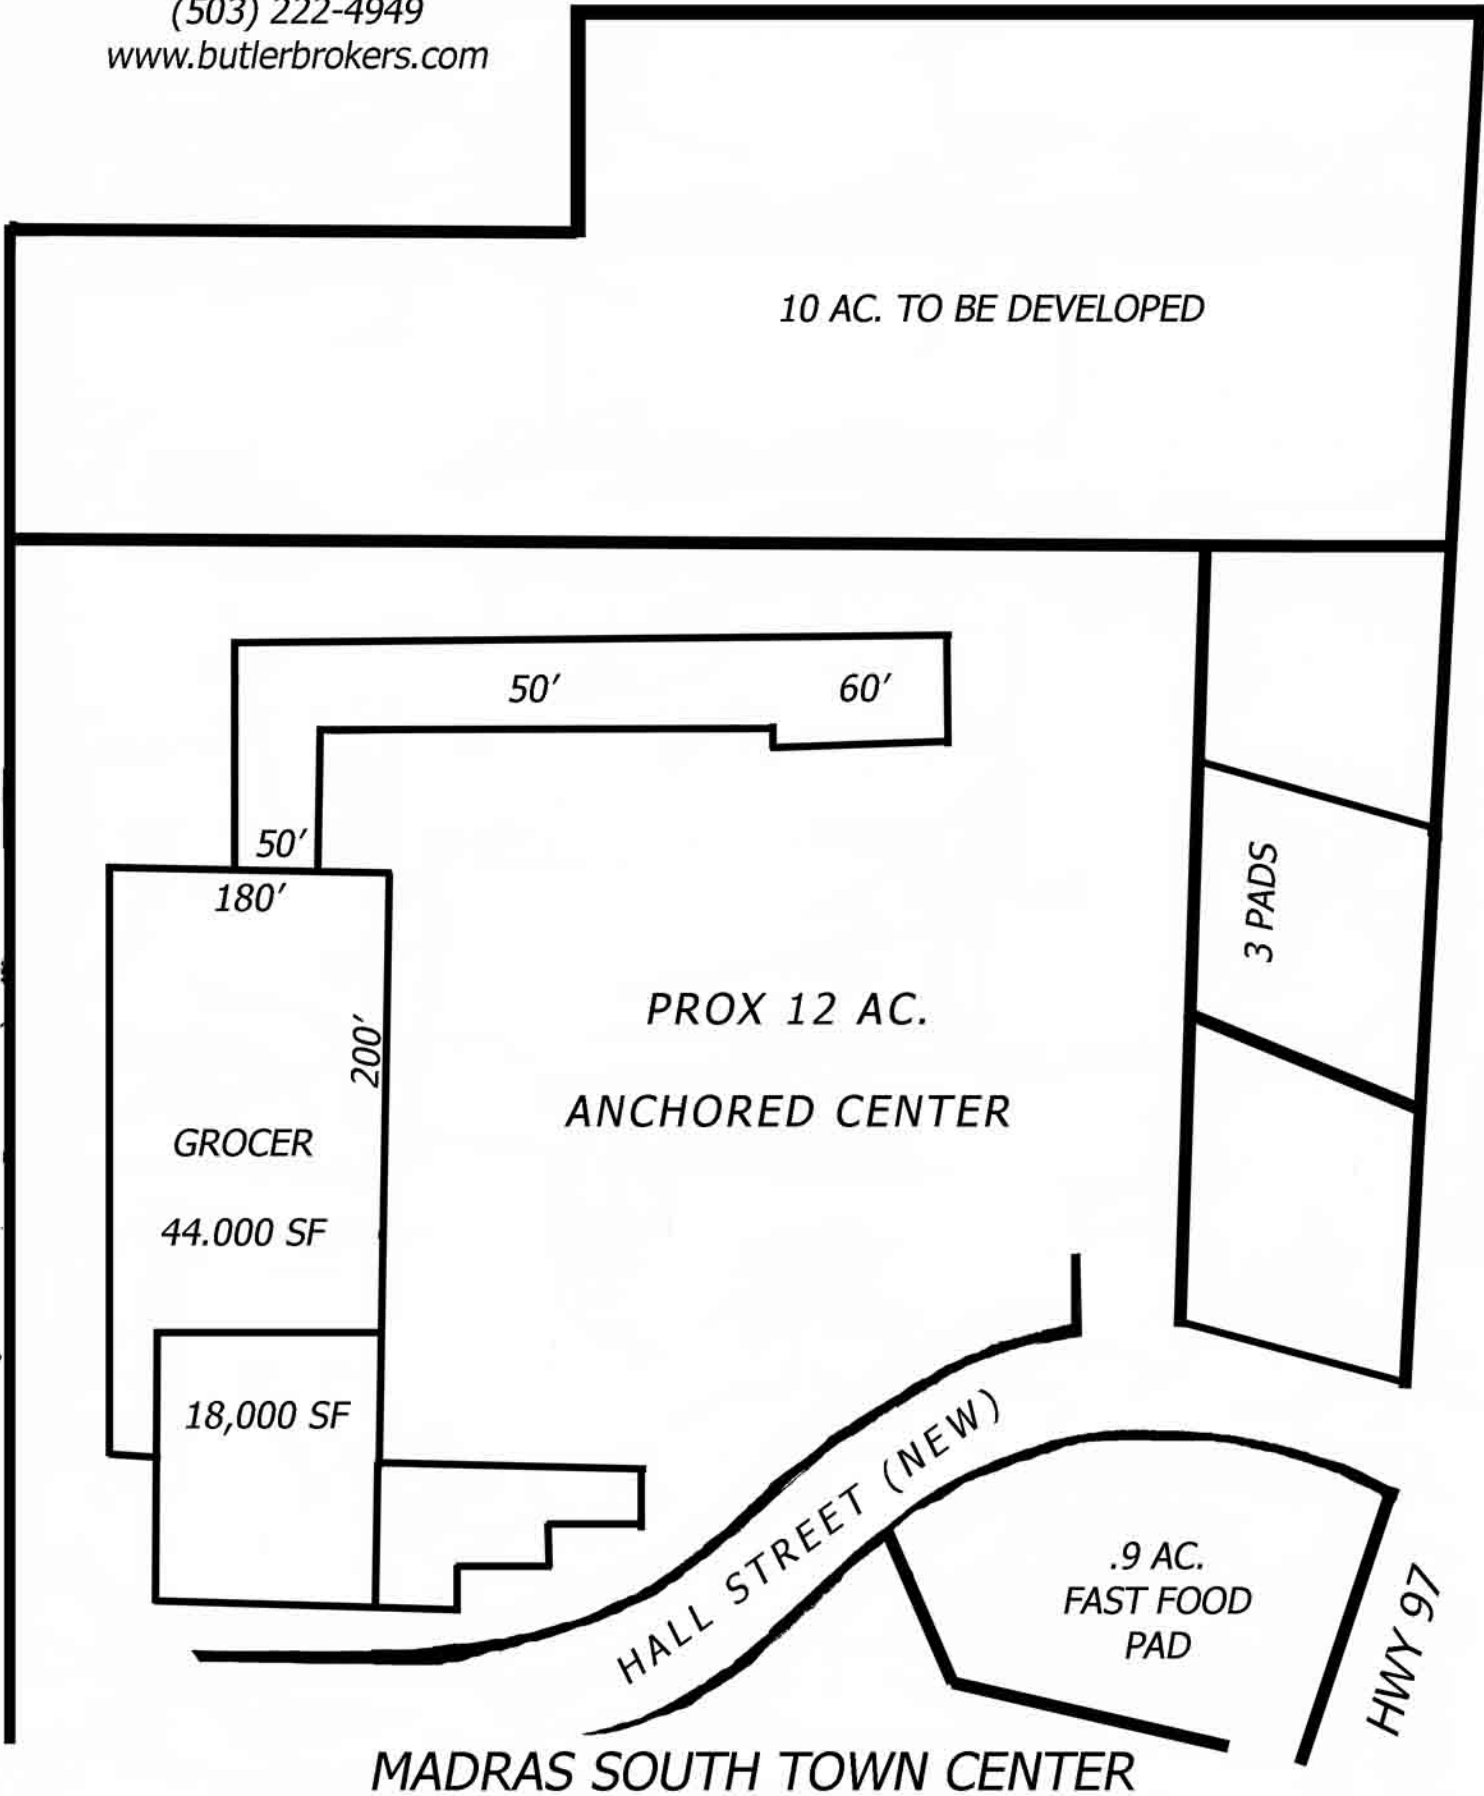 (503) 222-4949
www.butlerbrokers.com
10 AC. TO BE DEVELOPED
50' 60'
50'
180'
3 PADS
200'
PROX 12 AC.
ANCHORED CENTER
GROCER
44.000 SF
18,000 SF
HALL STREET (NEW)
.9 AC.
FAST FOOD
PAD
HWY 97
MADRAS SOUTH TOWN CENTER